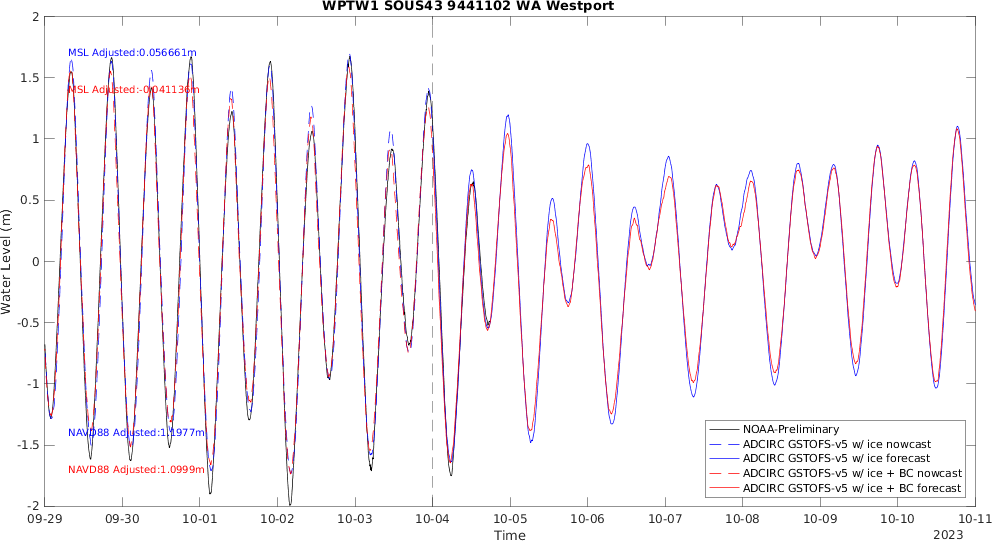 WPTW1 SOUS43 9441102 WA Westport
2
1.5
1
0.5
0
-0.5
-1
-1.5
-2
Water Level (m)
MSL Adjusted:0.056661m
MSL Adjusted:-0.041136m
NAVD88 Adjusted:1.1977m
NAVD88 Adjusted:1.0999m
NOAA-Preliminary
ADCIRC GSTOFS-v5 w/ ice nowcast
ADCIRC GSTOFS-v5 w/ ice forecast
ADCIRC GSTOFS-v5 w/ ice + BC nowcast
ADCIRC GSTOFS-v5 w/ ice + BC forecast
09-29 09-30 10-01 10-02 10-03 10-04 10-05 10-06 10-07 10-08 10-09 10-10 10-11
Time
2023